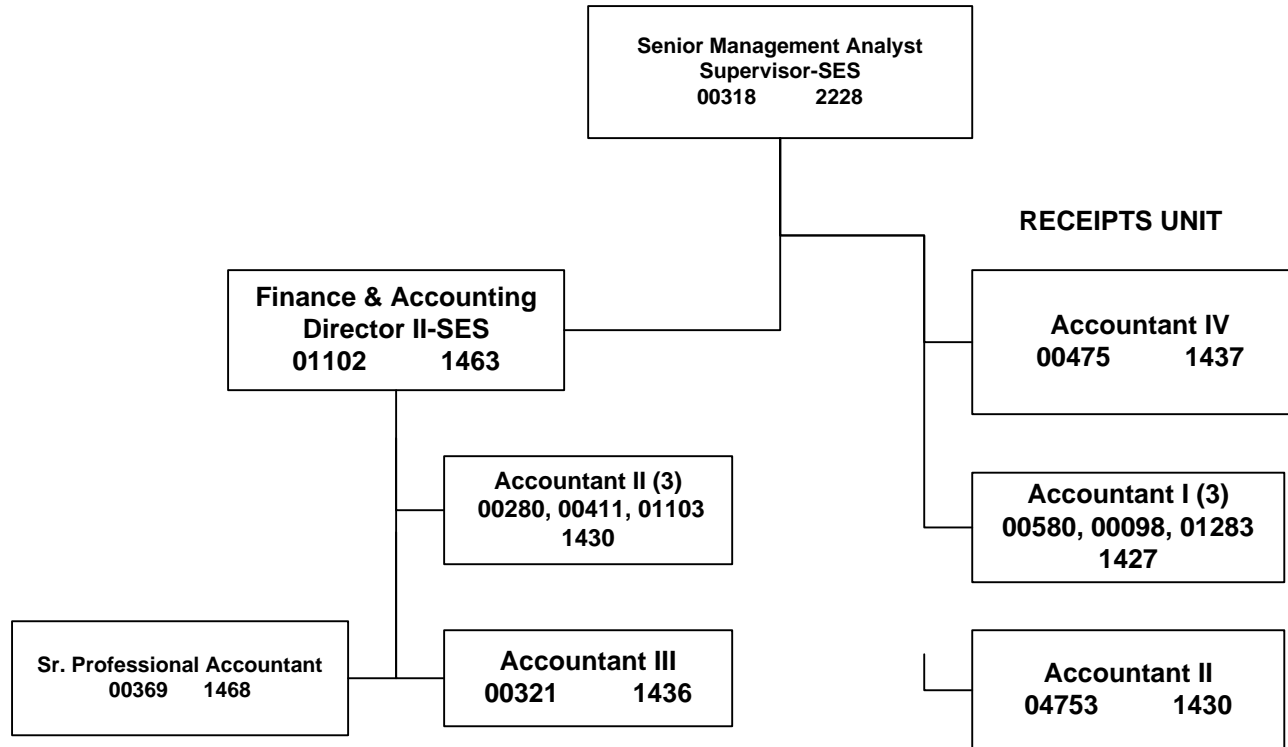 Senior Management Analyst
Supervisor-SES
00318 2228
RECEIPTS UNIT
Finance & Accounting
Director II-SES
01102 1463
Accountant IV
00475 1437
Accountant II (3)
00280, 00411, 01103
1430
Accountant I (3)
00580, 00098, 01283
1427
Sr. Professional Accountant
00369 1468
Accountant III
00321 1436
Accountant II
04753 1430